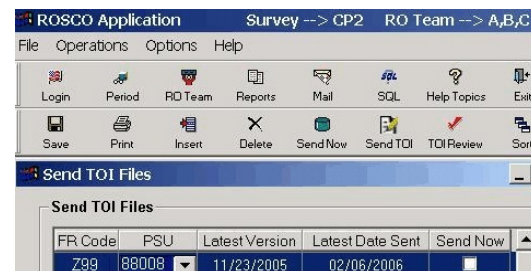 ROSCO Application Survey --> CP2 RO Team --> A,B,C
File Operations Options Help
Login Period RO Team Reports Mail SQL Help Topics Exit
Save Print Insert Delete Send Now Send TOI TOI Review Sor
Send TOI Files
Send TOI Files
FR Code PSU Latest Version Latest Date Sent Send Now
Z99 88008 11/23/2005 02/06/2006